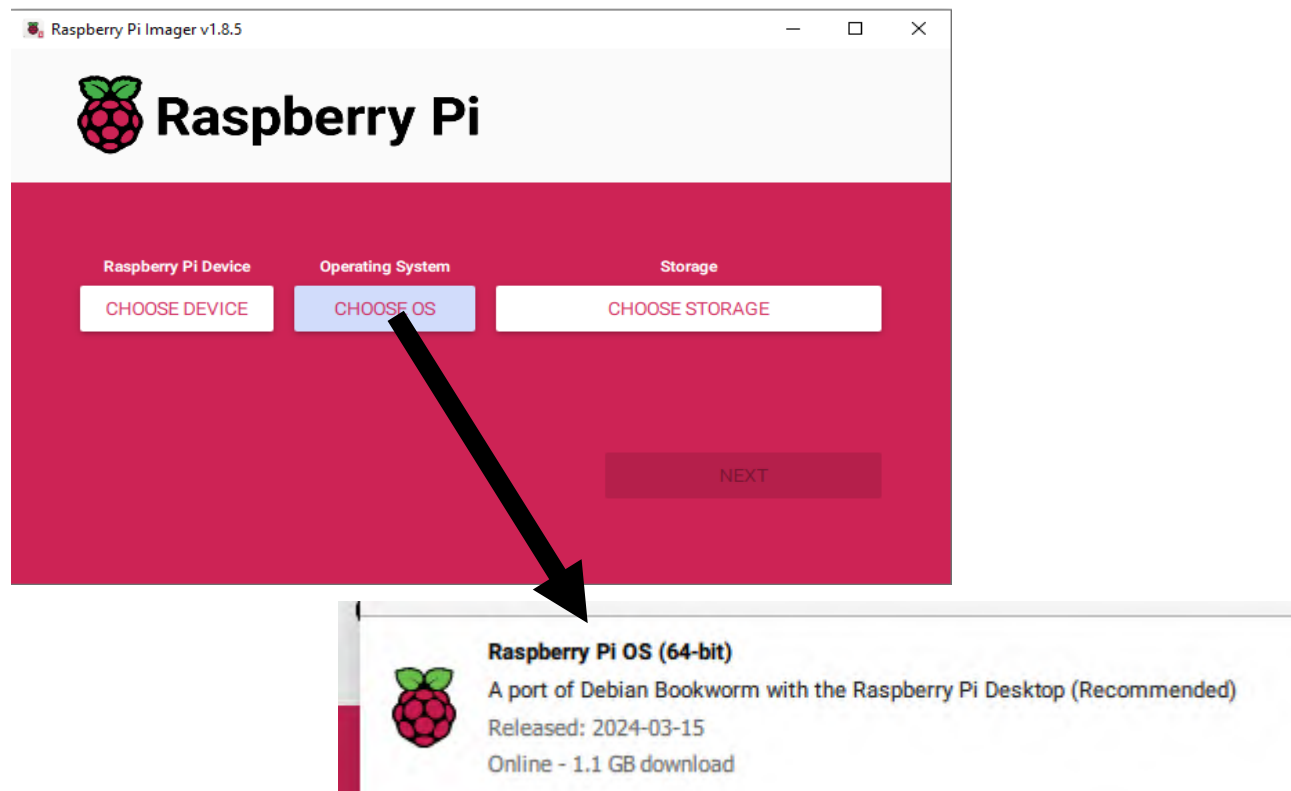 Raspberry Pi Imager v1.8.5
Raspberry Pi
Raspberry Pi Device Operating System Storage
CHOOSE DEVICE CHOOSE OS CHOOSE STORAGE
NEXT
Raspberry Pi OS (64-bit)
A port of Debian Bookworm with the Raspberry Pi Desktop (Recommended)
Released: 2024-03-15
Online - 1.1 GB download